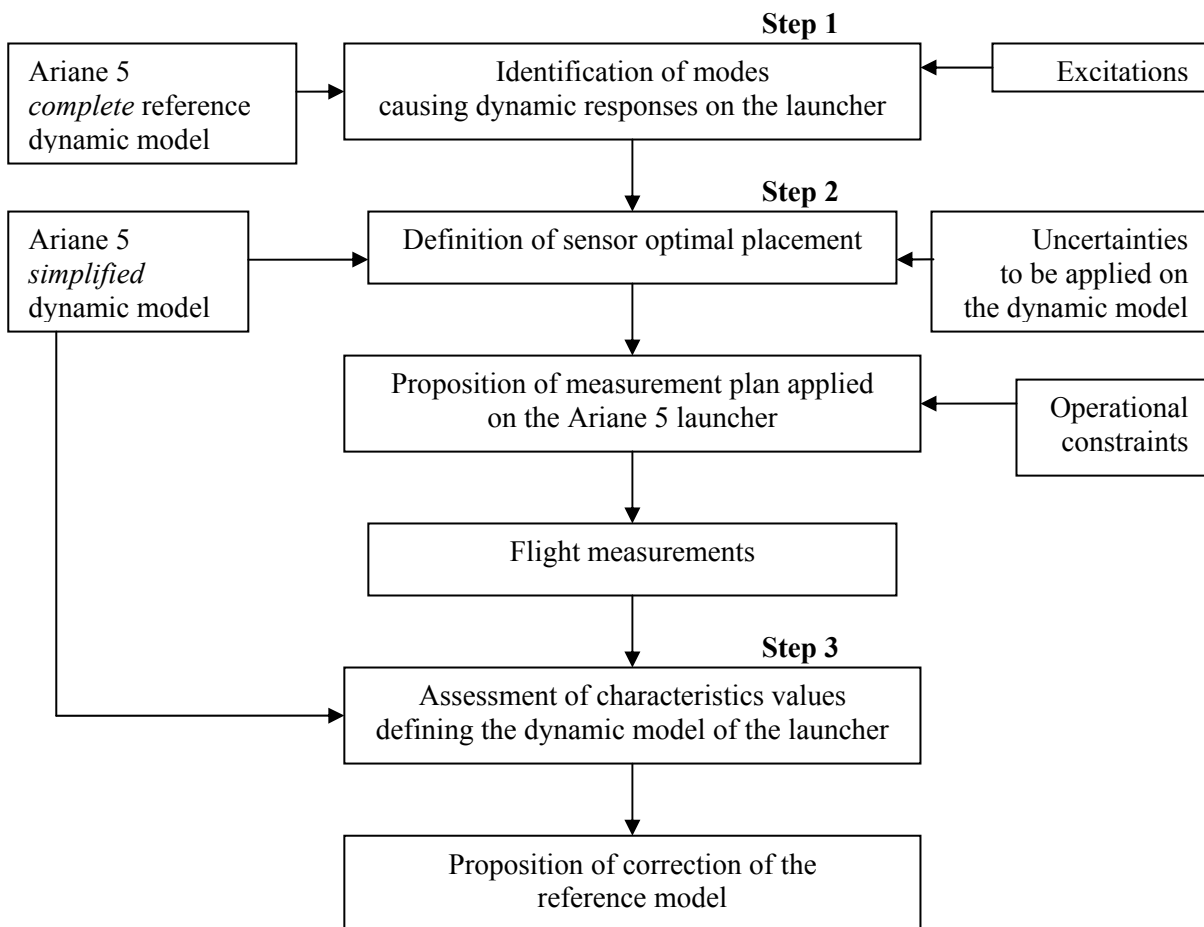 Step 1
Ariane 5
complete reference
dynamic model
Identification of modes
causing dynamic responses on the launcher
Excitations
Step 2
Ariane 5
simplified
dynamic model
Definition of sensor optimal placement
Uncertainties
to be applied on
the dynamic model
Proposition of measurement plan applied
on the Ariane 5 launcher
Operational
constraints
Flight measurements
Step 3
Assessment of characteristics values
defining the dynamic model of the launcher
Proposition of correction of the
reference model